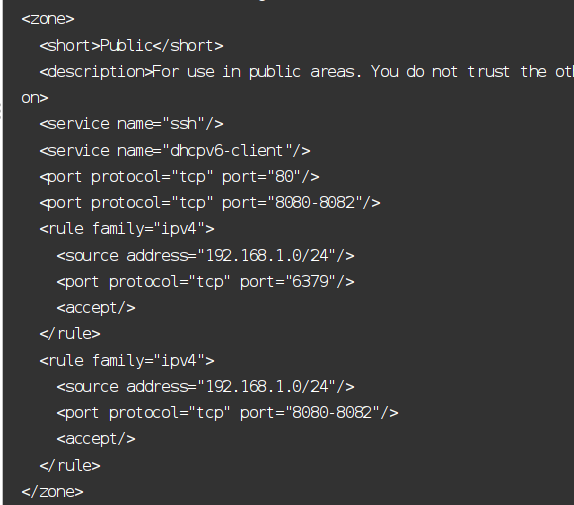 <zone>
<short>Public</short>
<description>For use in public areas. You do not trust the
on>
<service name="ssh"/>
<service name="dhcpv6-client"/>
<port protocol="tcp" port="80"/>
<port protocol="tcp" port="8080-8082"/>
<rule family="ipv4">
<source address="192.168.1.0/24"/>
<port protocol="tcp" port="6379"/>
<accept/>
</rule>
<rule family="ipv4">
<source address="192.168.1.0/24"/>
<port protocol="tcp" port="8080-8082"/>
<accept/>
</rule>
</zone>